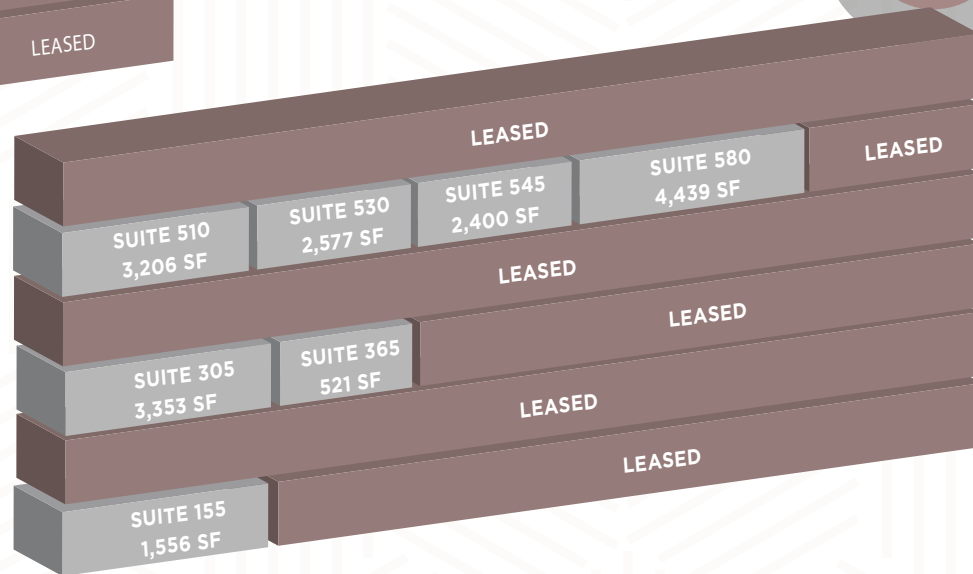 LEASED
LEASED
SUITE 510
3,206 SF
SUITE 530
2,577 SF
SUITE 545
2,400 SF
SUITE 580
4,439 SF
LEASED
LEASED
SUITE 305
3,353 SF
SUITE 365
521 SF
LEASED
LEASED
SUITE 155
1,556 SF
LEASED